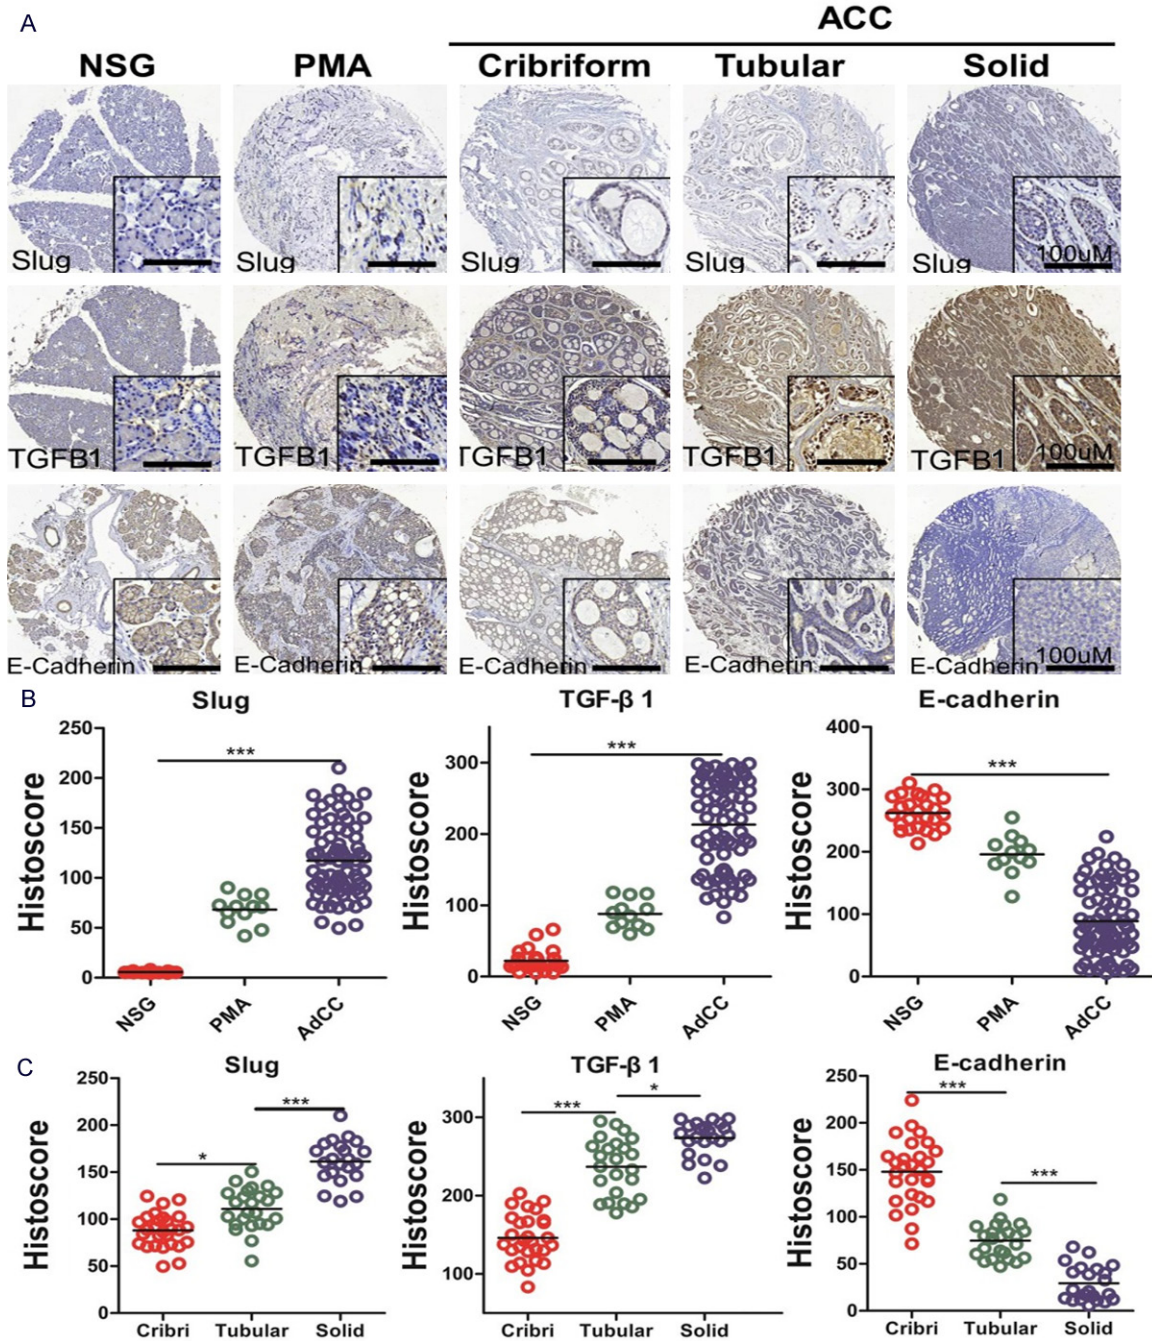 A
ACC
NSG PMA Cribriform Tubular Solid
Slug Slug Slug Slug Slug 100uM
TGFB1 TGFB1 TGFB1 TGFB1 TGFB1 100uM
E-Cadherin E-Cadherin E-Cadherin E-Cadherin E-Cadherin 100uM
B
Slug
Histoscore
250
200
150
100
50
0
***
NSG PMA AdCC
TGF-β 1
Histoscore
300
200
100
0
***
NSG PMA AdCC
E-cadherin
Histoscore
400
300
200
100
0
***
NSG PMA AdCC
C
Slug
Histoscore
250
200
150
100
50
0
* ***
Cribri Tubular Solid
TGF-β 1
Histoscore
300
200
100
*** *
Cribri Tubular Solid
E-cadherin
Histoscore
250
200
150
100
50
0
*** ***
Cribri Tubular Solid